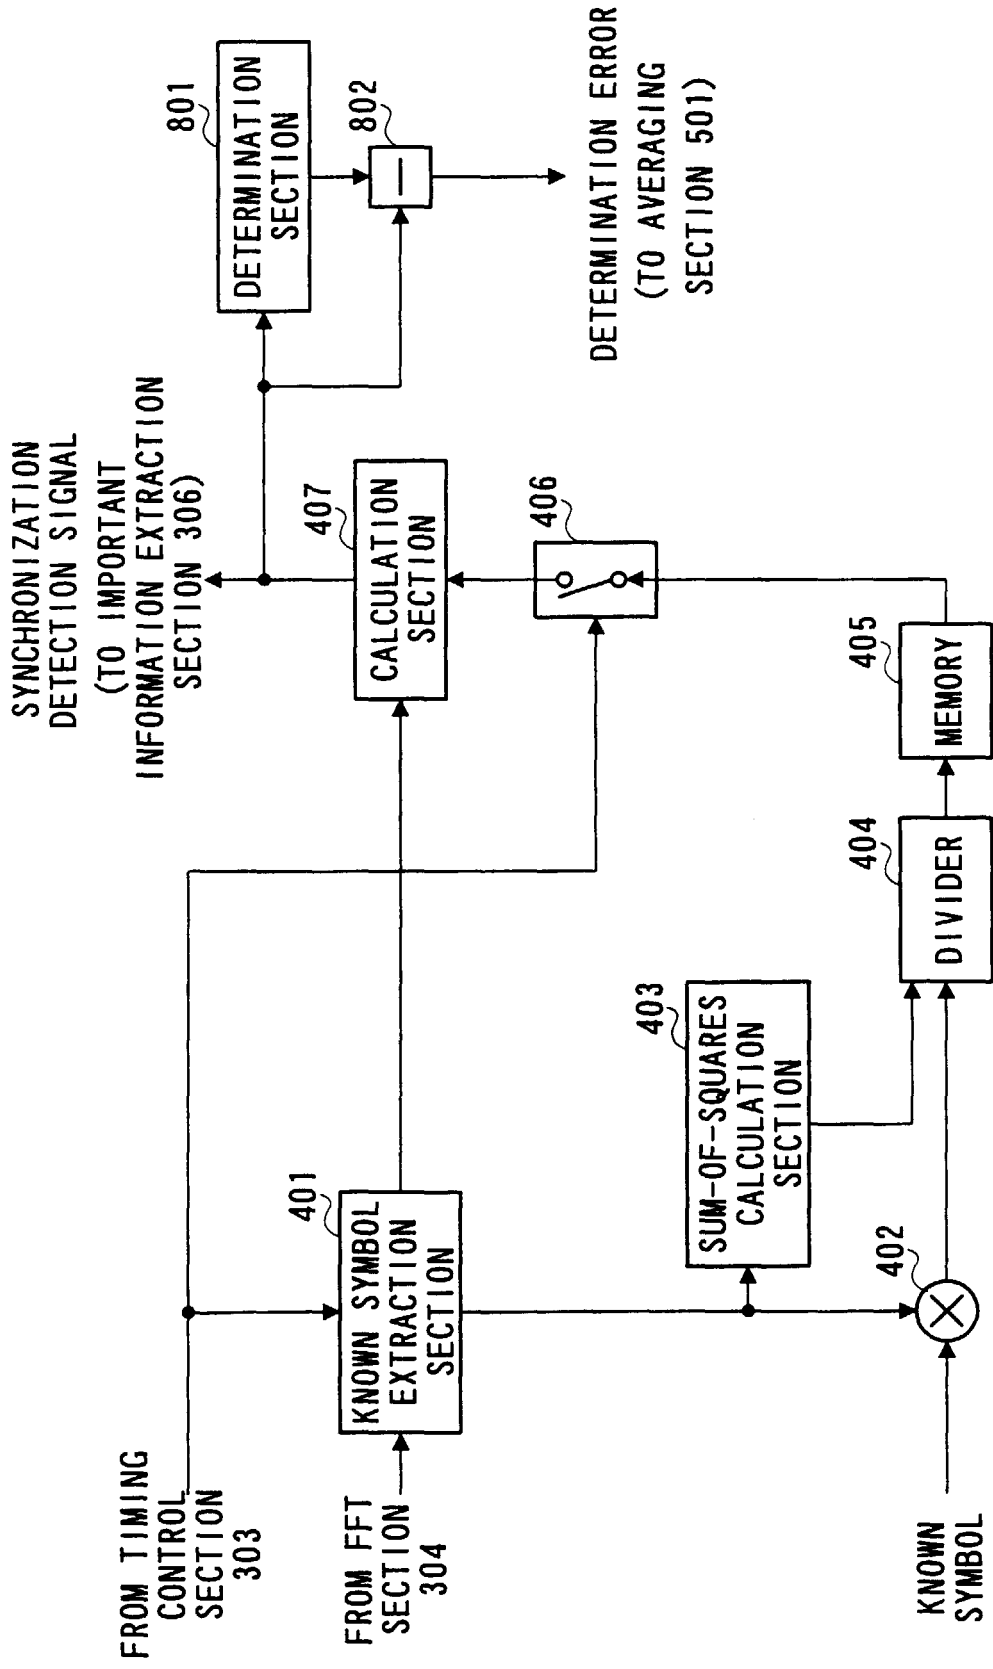 FROM TIMING
CONTROL
SECTION
303
FROM FFT
SECTION
304
KNOWN
SYMBOL
401
KNOWN SYMBOL
EXTRACTION
SECTION
402
403
SUM-OF-SQUARES
CALCULATION
SECTION
404
DIVIDER
405
MEMORY
406
407
CALCULATION
SECTION
SYNCHRONIZATION
DETECTION SIGNAL
(TO IMPORTANT
INFORMATION EXTRACTION
SECTION 306)
801
DETERMINATION
SECTION
802
DETERMINATION ERROR
(TO AVERAGING
SECTION 501)